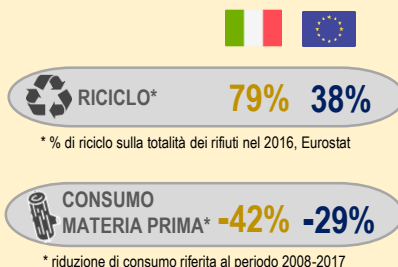 RICICLO* 79% 38%
* % di riciclo sulla totalità dei rifiuti nel 2016, Eurostat
CONSUMO
MATERIA PRIMA* -42% -29%
* riduzione di consumo riferita al periodo 2008-2017